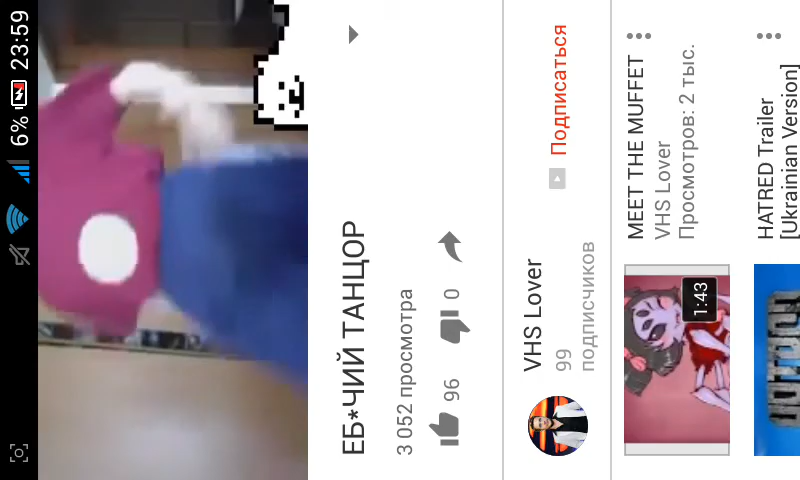 6% 23:59
ЕБ*ЧИЙ ТАНЦОР
3 052 просмотра
96 0
VHS Lover
99
подписчиков
Подписаться
1:43
MEET THE MUFFET
VHS Lover
Просмотров: 2 тыс.
HATRED Trailer
[Ukrainian Version]